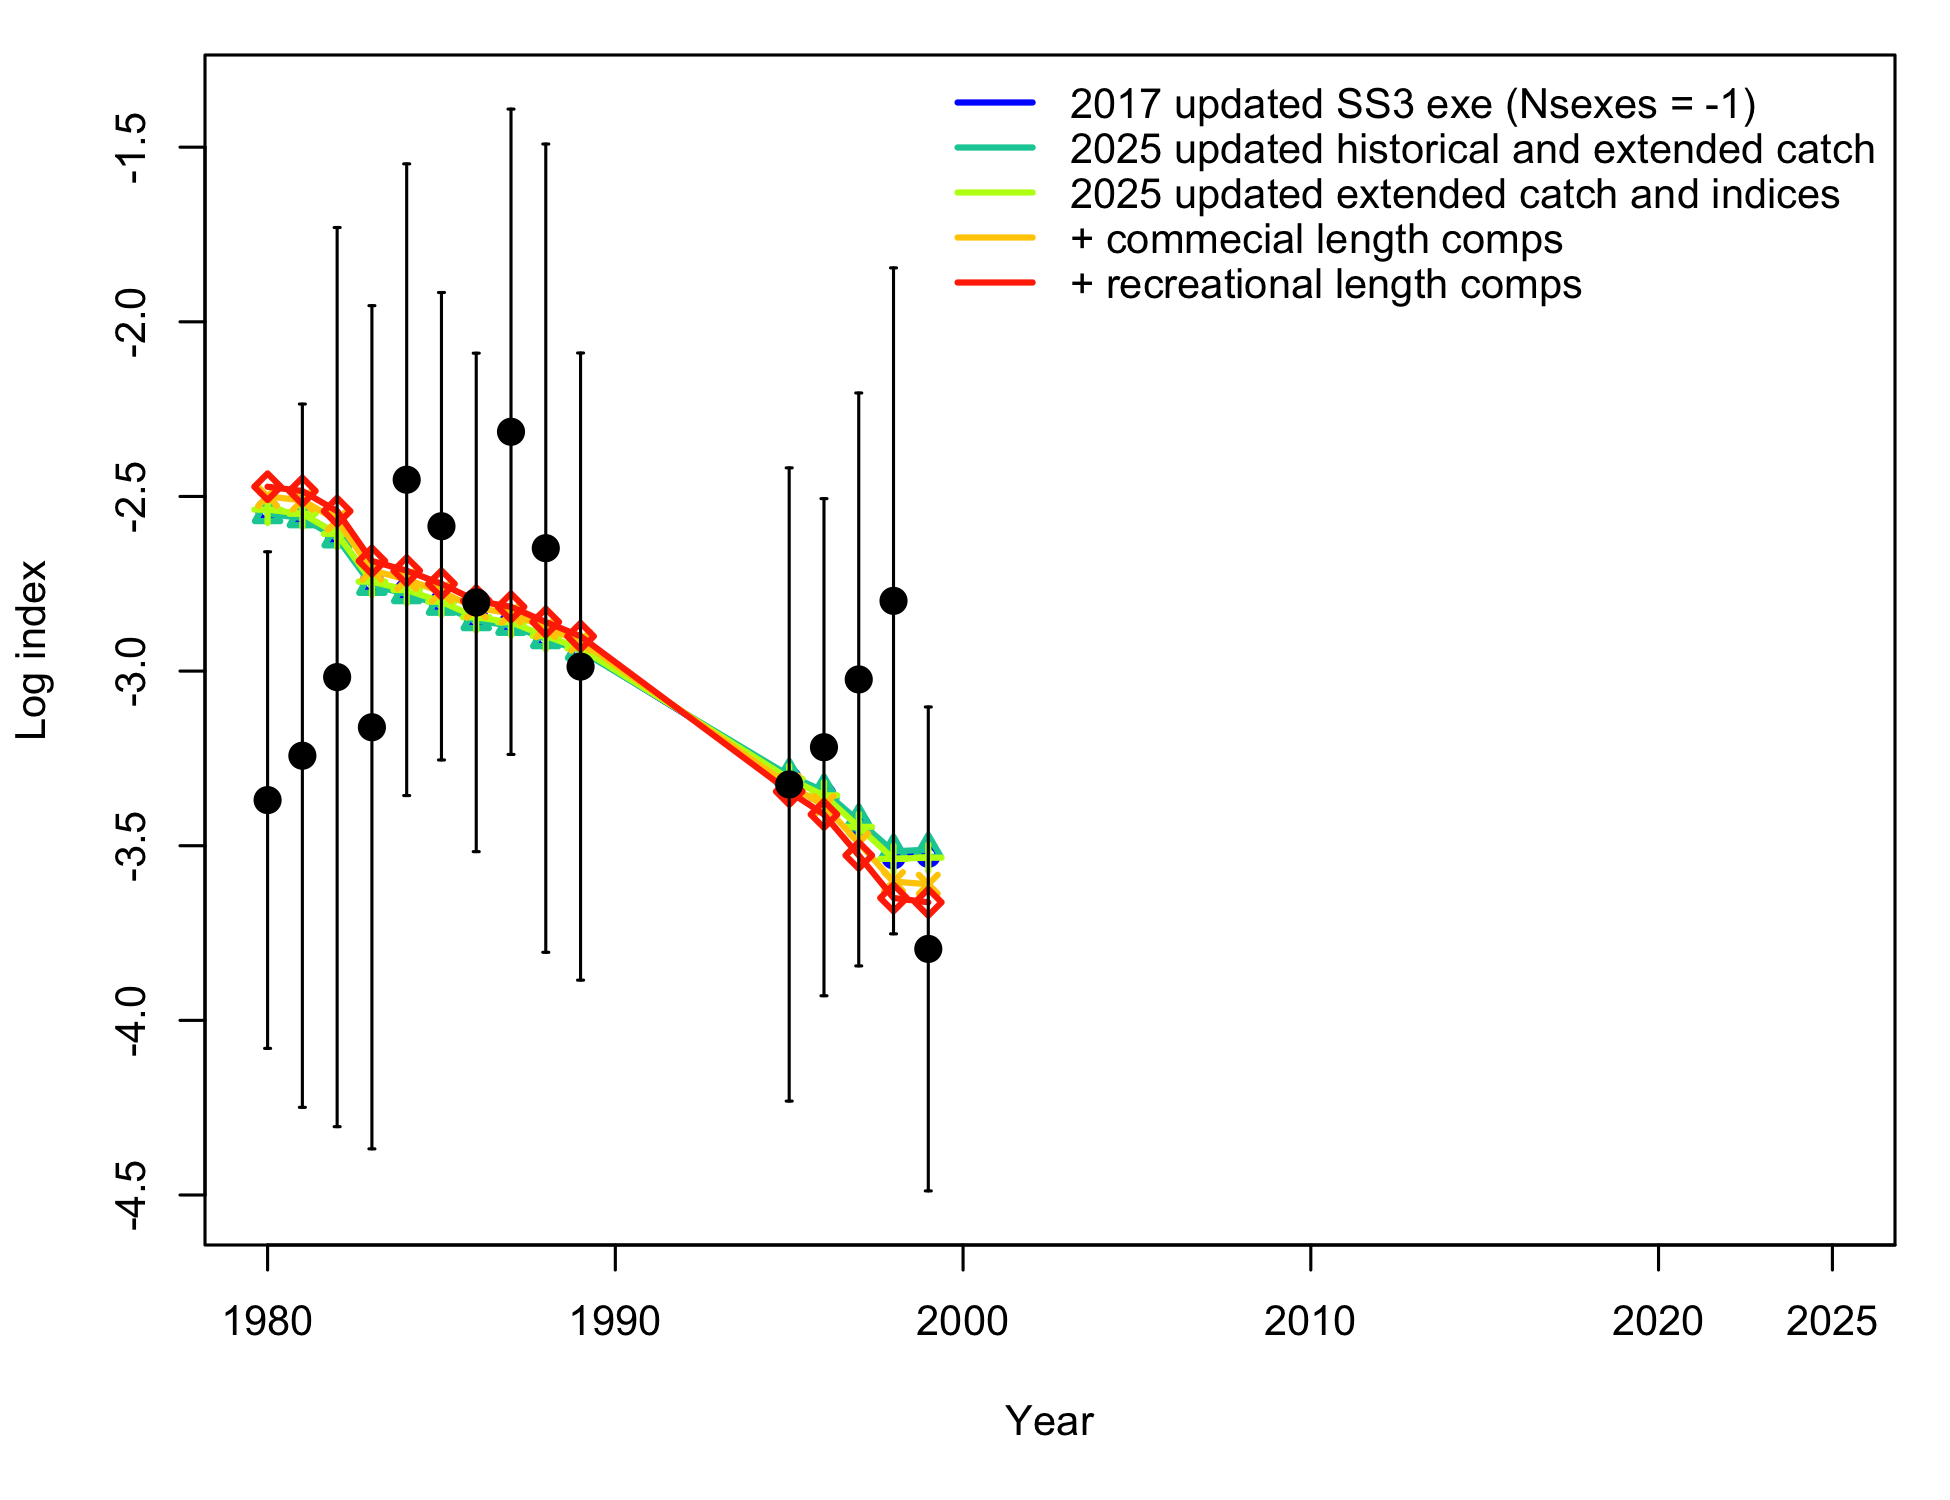 2017 updated SS3 exe (Nsexes = -1)
2025 updated historical and extended catch
2025 updated extended catch and indices
+ commecial length comps
+ recreational length comps
Log index
-1.5
-2.0
-2.5
-3.0
-3.5
-4.0
-4.5
1980 1990 2000 2010 2020 2025
Year